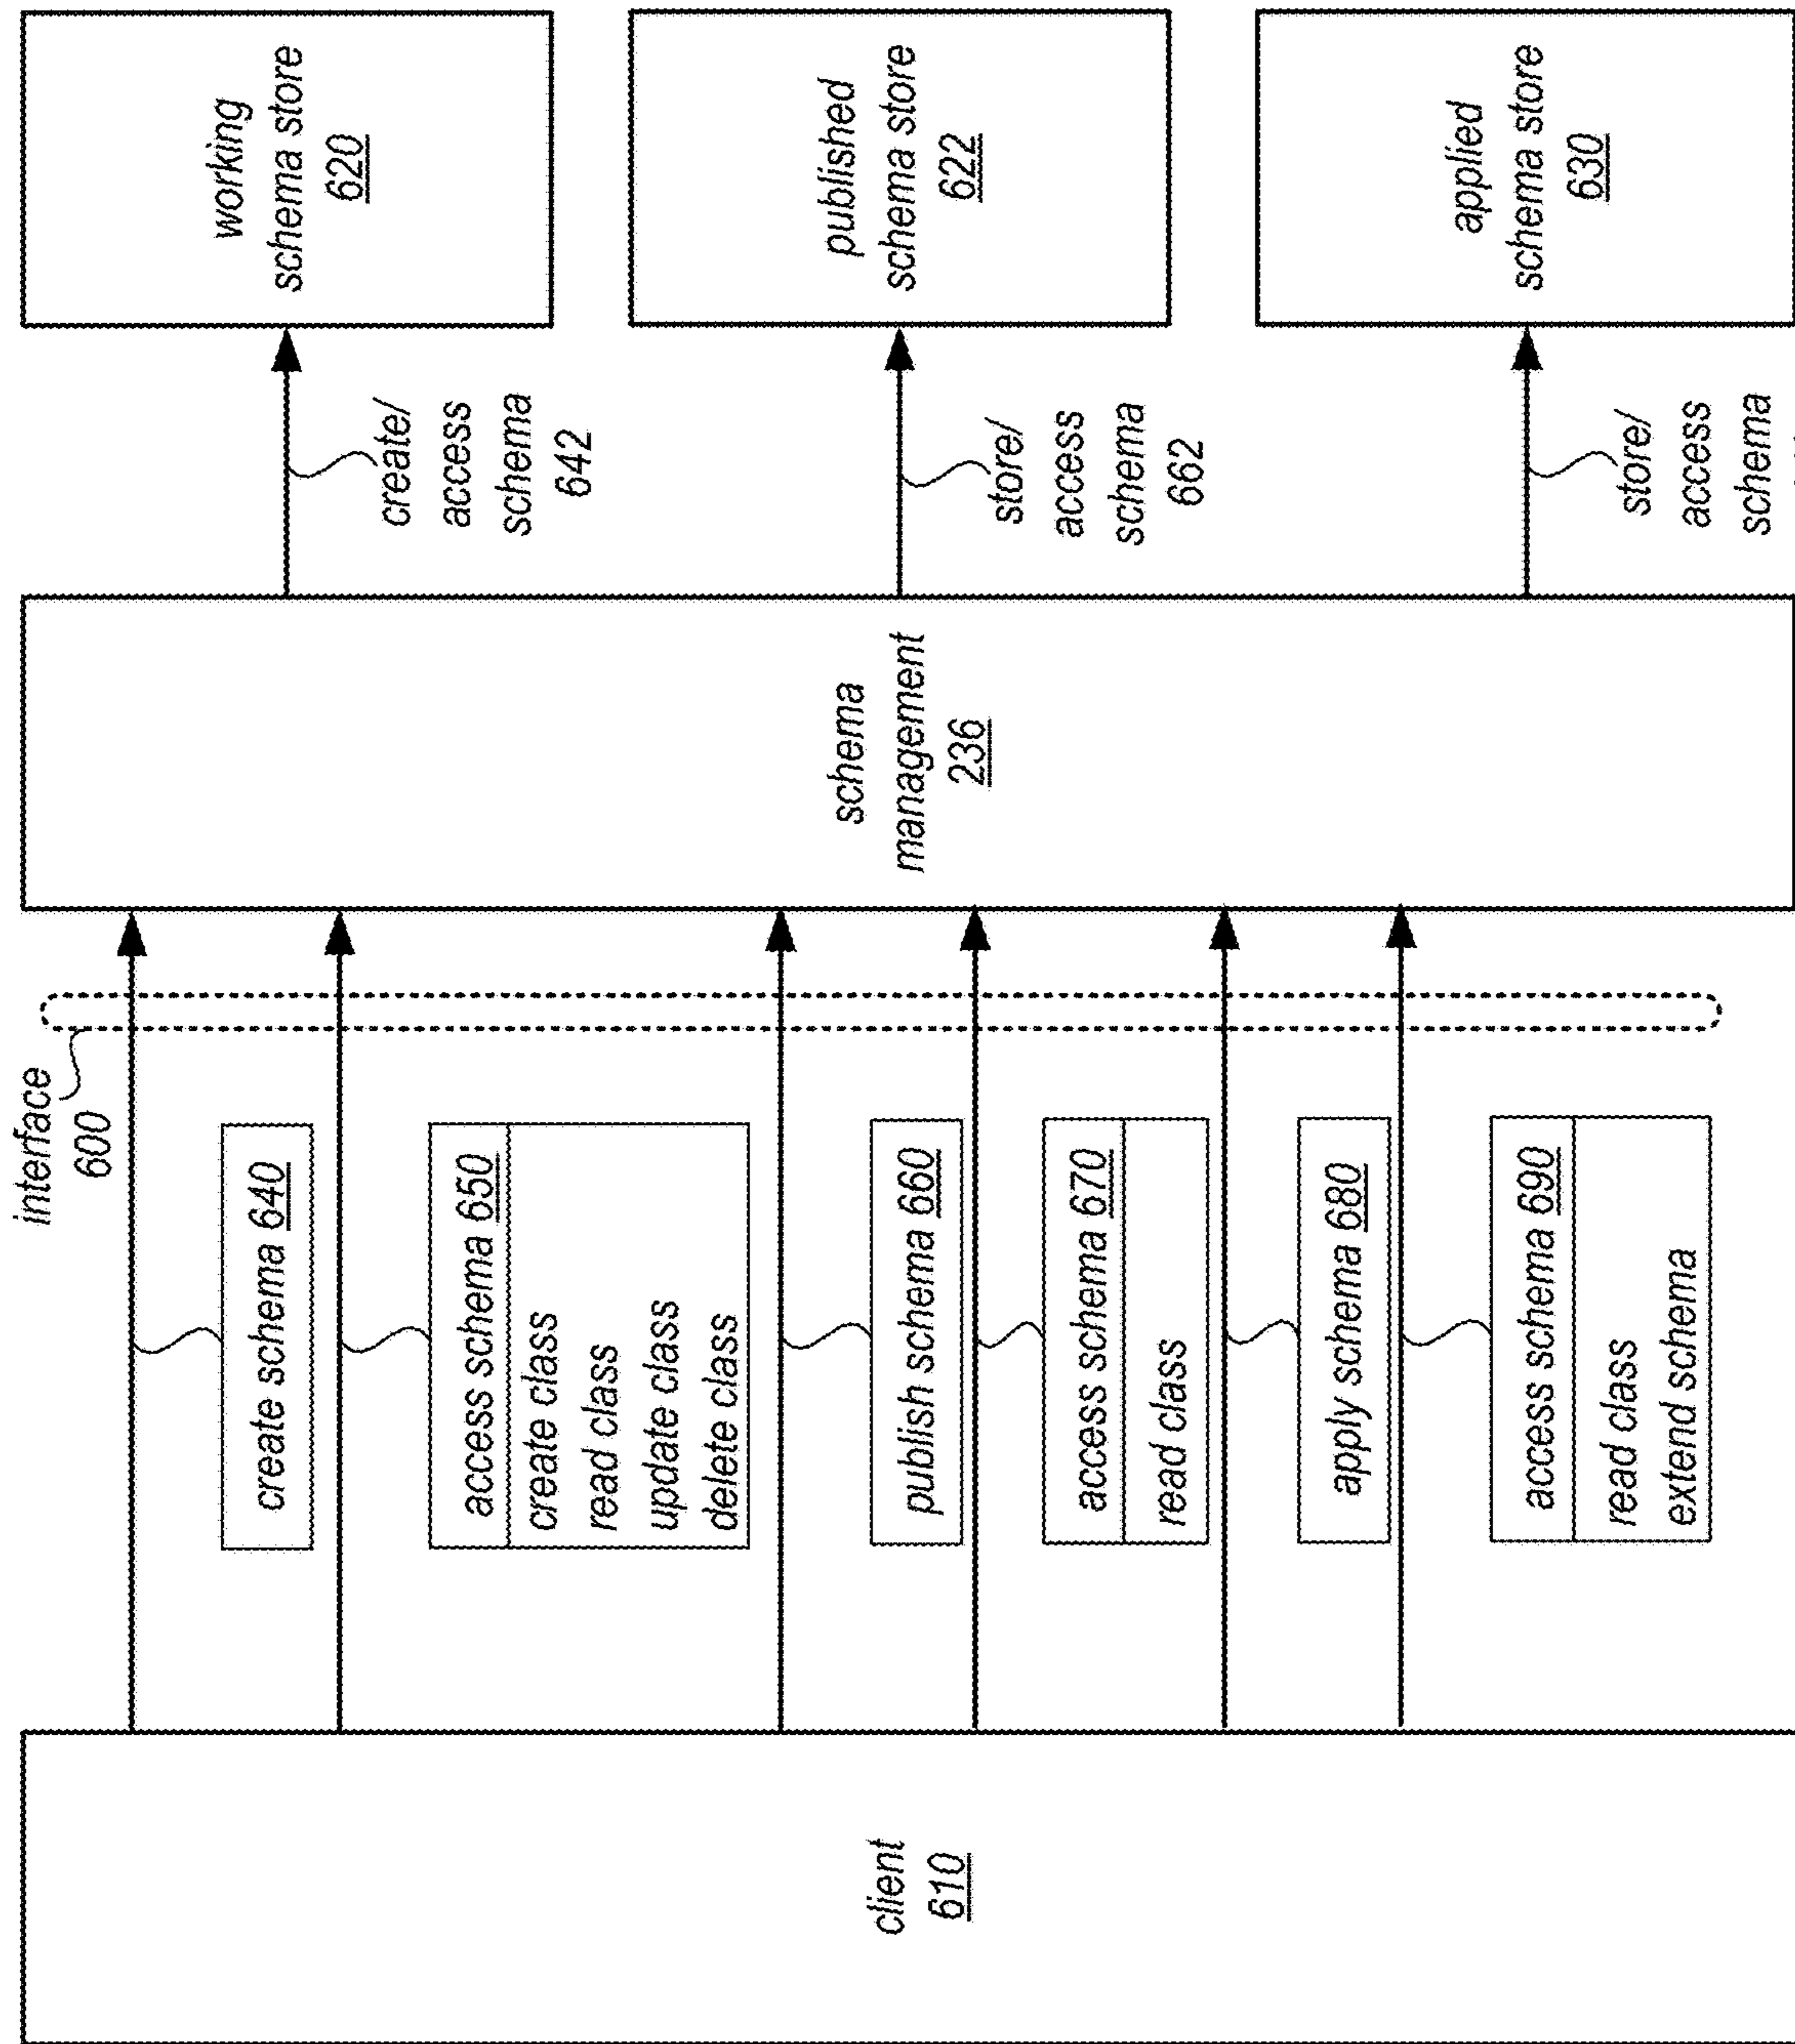 client
610
interface
600
create schema 640
access schema 650
create class
read class
update class
delete class
publish schema 660
access schema 670
read class
apply schema 680
access schema 690
read class
extend schema
schema
management
236
create/
access
schema
642
store/
access
schema
662
store/
access
schema
working
schema store
620
published
schema store
622
applied
schema store
630